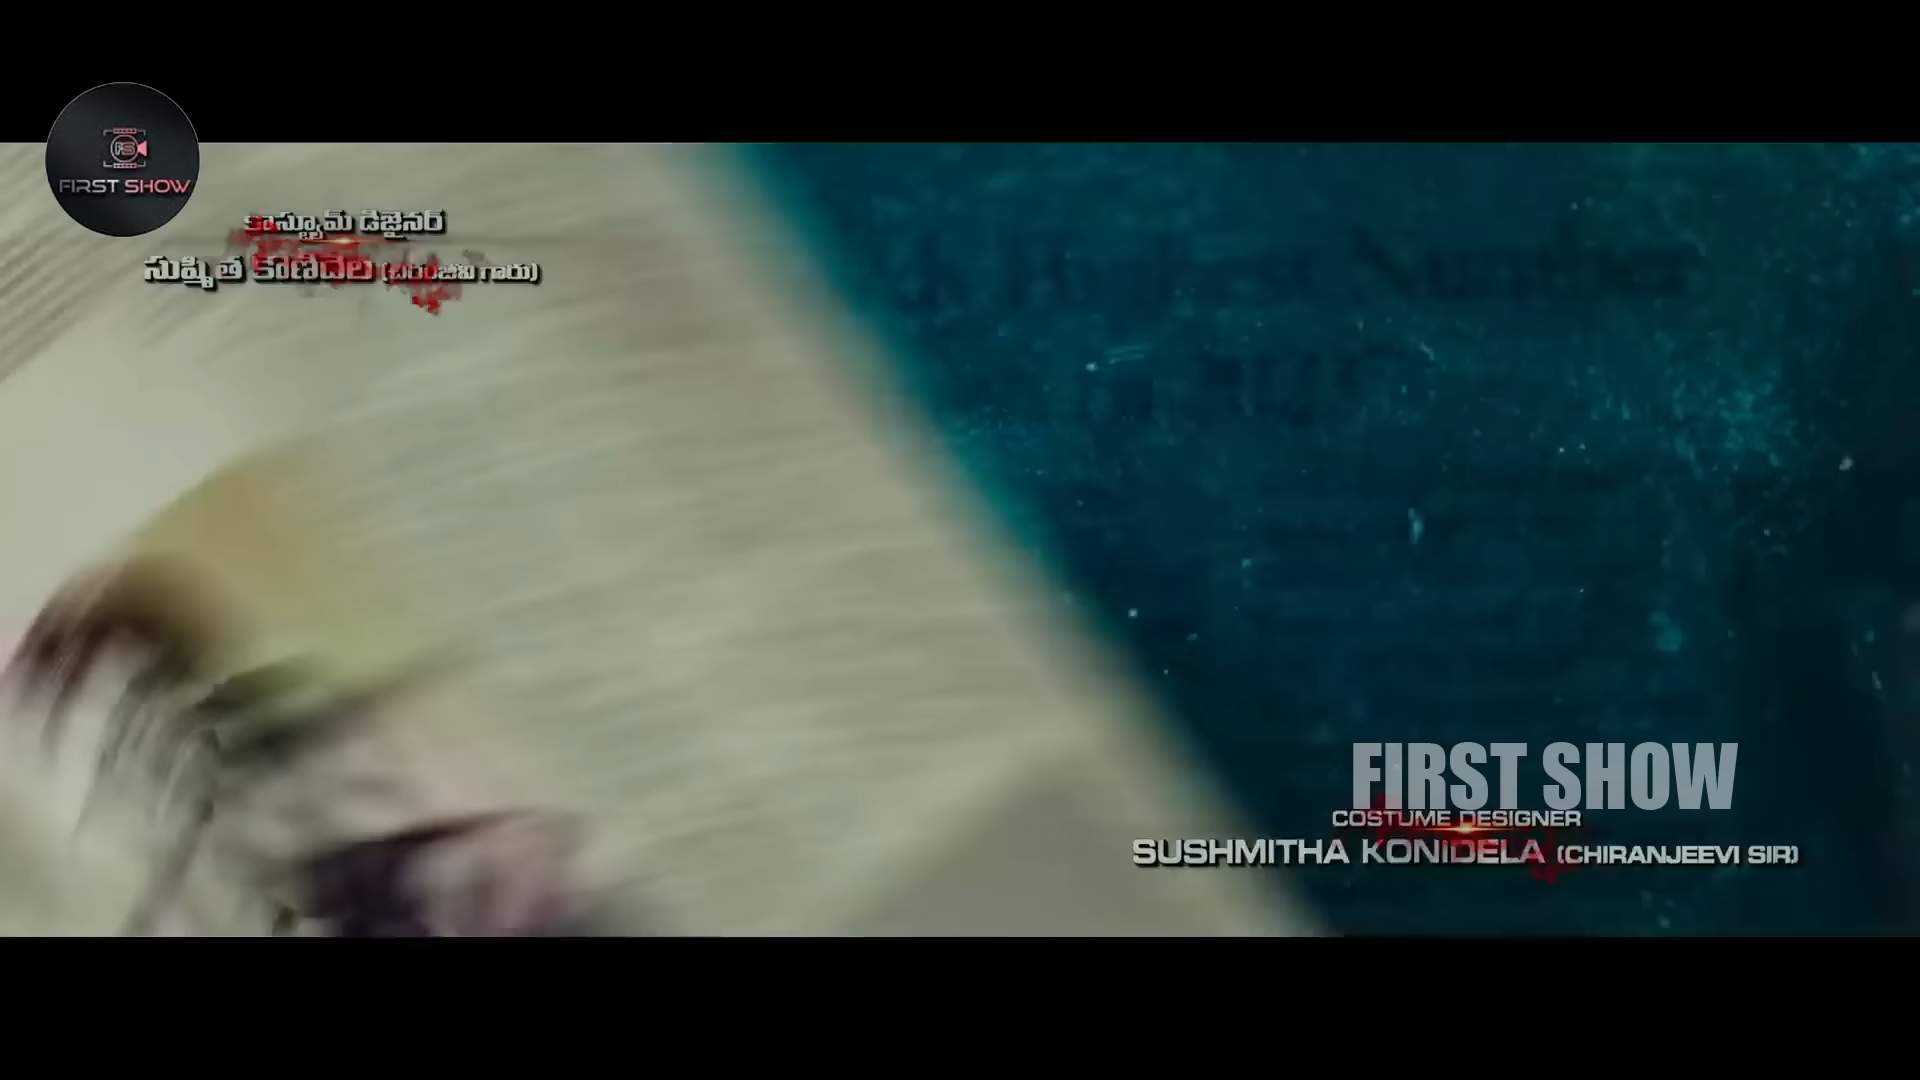 FIRST SHOW
కాస్ట్యూమ్ డిజైనర్
సుష్మిత కొణిదెల (చిరంజీవి గారు)
FIRST SHOW
COSTUME DESIGNER
SUSHMITHA KONIDELA (CHIRANJEEVI SIR)